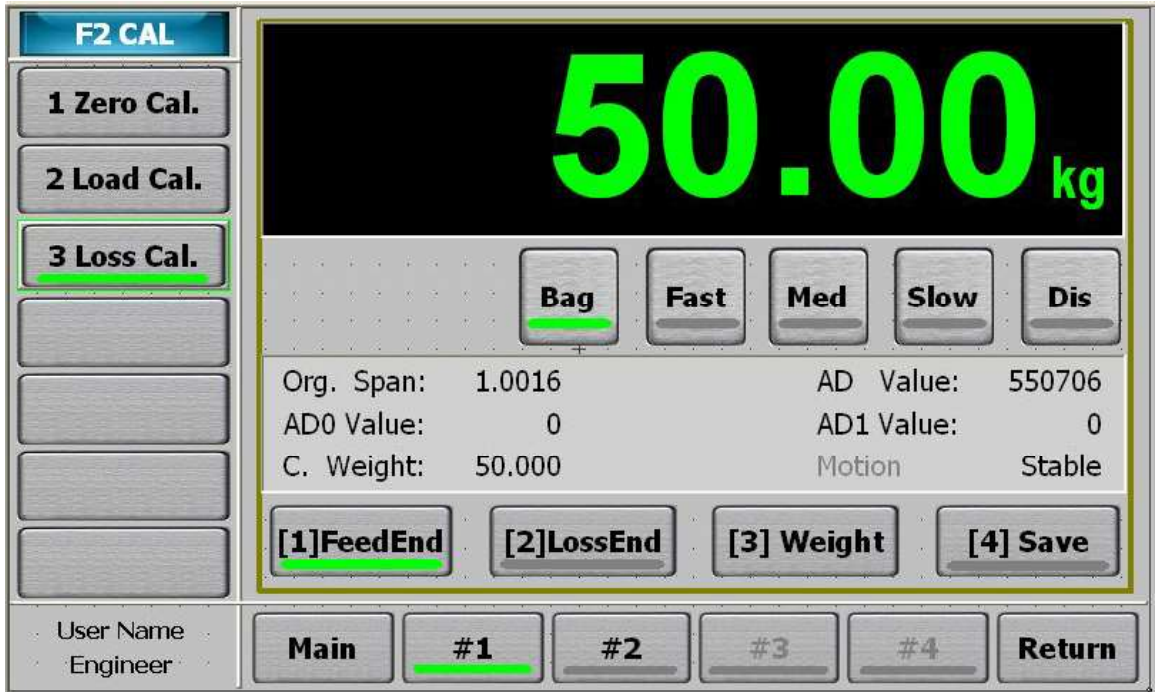 F2 CAL
1 Zero Cal.
2 Load Cal.
3 Loss Cal.
50.00 kg
Bag Fast Med Slow Dis
Org. Span: 1.0016 AD Value: 550706
AD0 Value: 0 AD1 Value: 0
C. Weight: 50.000 Motion Stable
[1]FeedEnd [2]LossEnd [3] Weight [4] Save
User Name
Engineer
Main #1 #2 #3 #4 Return